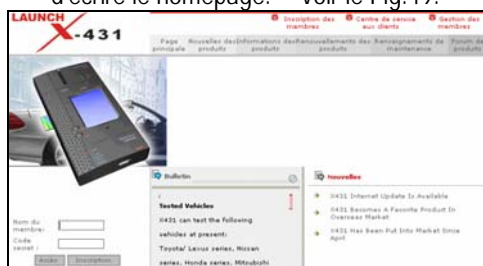 d'écrire le homepage. Voir le Fig.19.
LAUNCH
X-431
Inscription des membres
Centre de service aux clients
Gestion des membres
Page principale
Nouvelles des produits
Informations des produits
Renouvellements des produits
Renseignements de maintenance
Forum de produits
Bulletin
Tested Vehicles
X431 can test the following
vehicles at present:
Toyota/ Lexus series, Nissan
series, Honda series, Mitsubishi
Nouvelles
X431 Internet Update Is Available
X431 Becomes A Favorite Product In
Overseas Market
X431 Has Been Put Into Market Since
April
Nom du
membre:
Code
secret :
Accès
Inscription